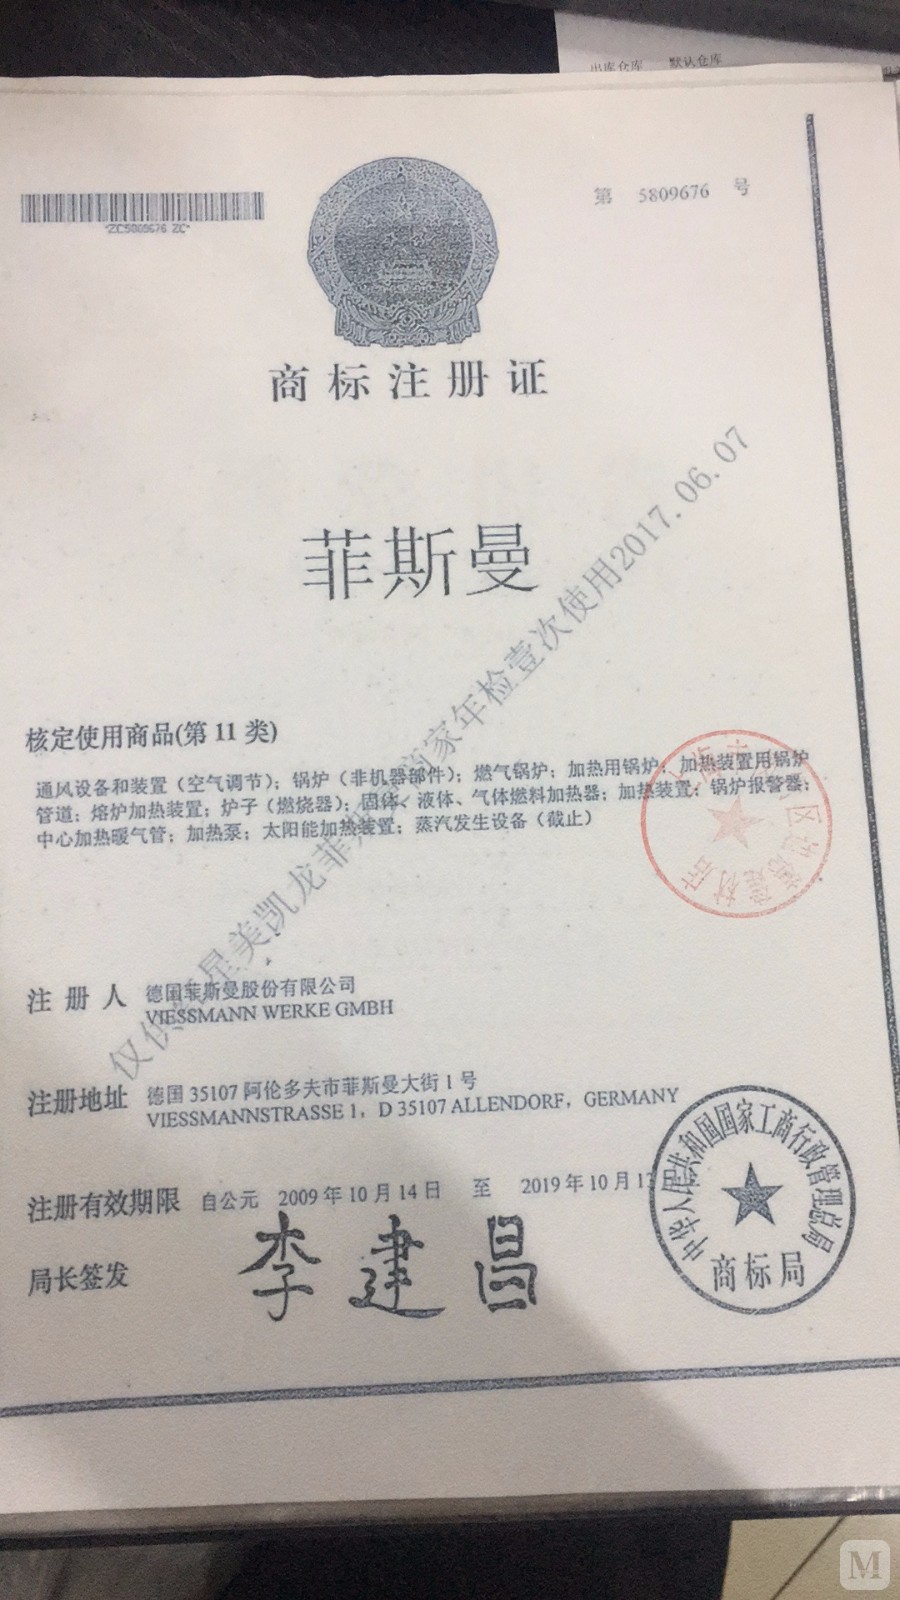 出库仓库 默认仓库
第 5809676 号
*ZC5809676 ZC*
商标注册证
菲斯曼
核定使用商品(第 11 类)
通风设备和装置（空气调节）；锅炉（非机器部件）；燃气锅炉；加热用锅炉；加热装置用锅炉
管道；熔炉加热装置；炉子（燃烧器）；固体、液体、气体燃料加热器；加热装置；锅炉报警器；
中心加热暖气管；加热泵；太阳能加热装置；蒸汽发生设备（截止）
注册人 德国菲斯曼股份有限公司
VIESSMANN WERKE GMBH
注册地址 德国 35107 阿伦多夫市菲斯曼大街 1 号
VIESSMANNSTRASSE 1，D 35107 ALLENDORF，GERMANY
注册有效期限 自公元 2009 年 10 月 14 日 至 2019 年 10 月 13
局长签发 李建昌
中华人民共和国国家工商行政管理总局
商标局
星美凯龙菲斯曼商家年检壹次使用2017.06.07
M